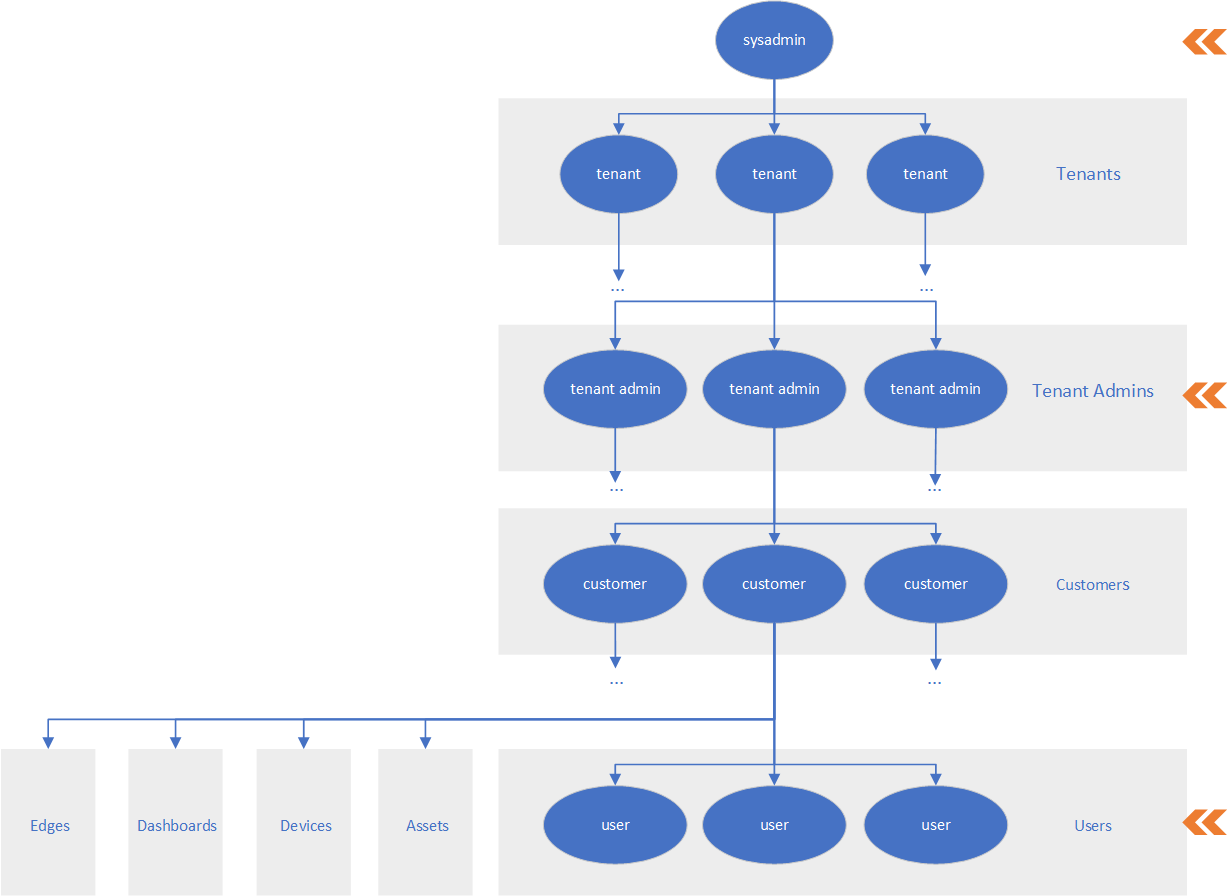 sysadmin
tenant tenant tenant Tenants
... ...
tenant admin tenant admin tenant admin Tenant Admins
... ...
customer customer customer Customers
... ...
Edges Dashboards Devices Assets user user user Users